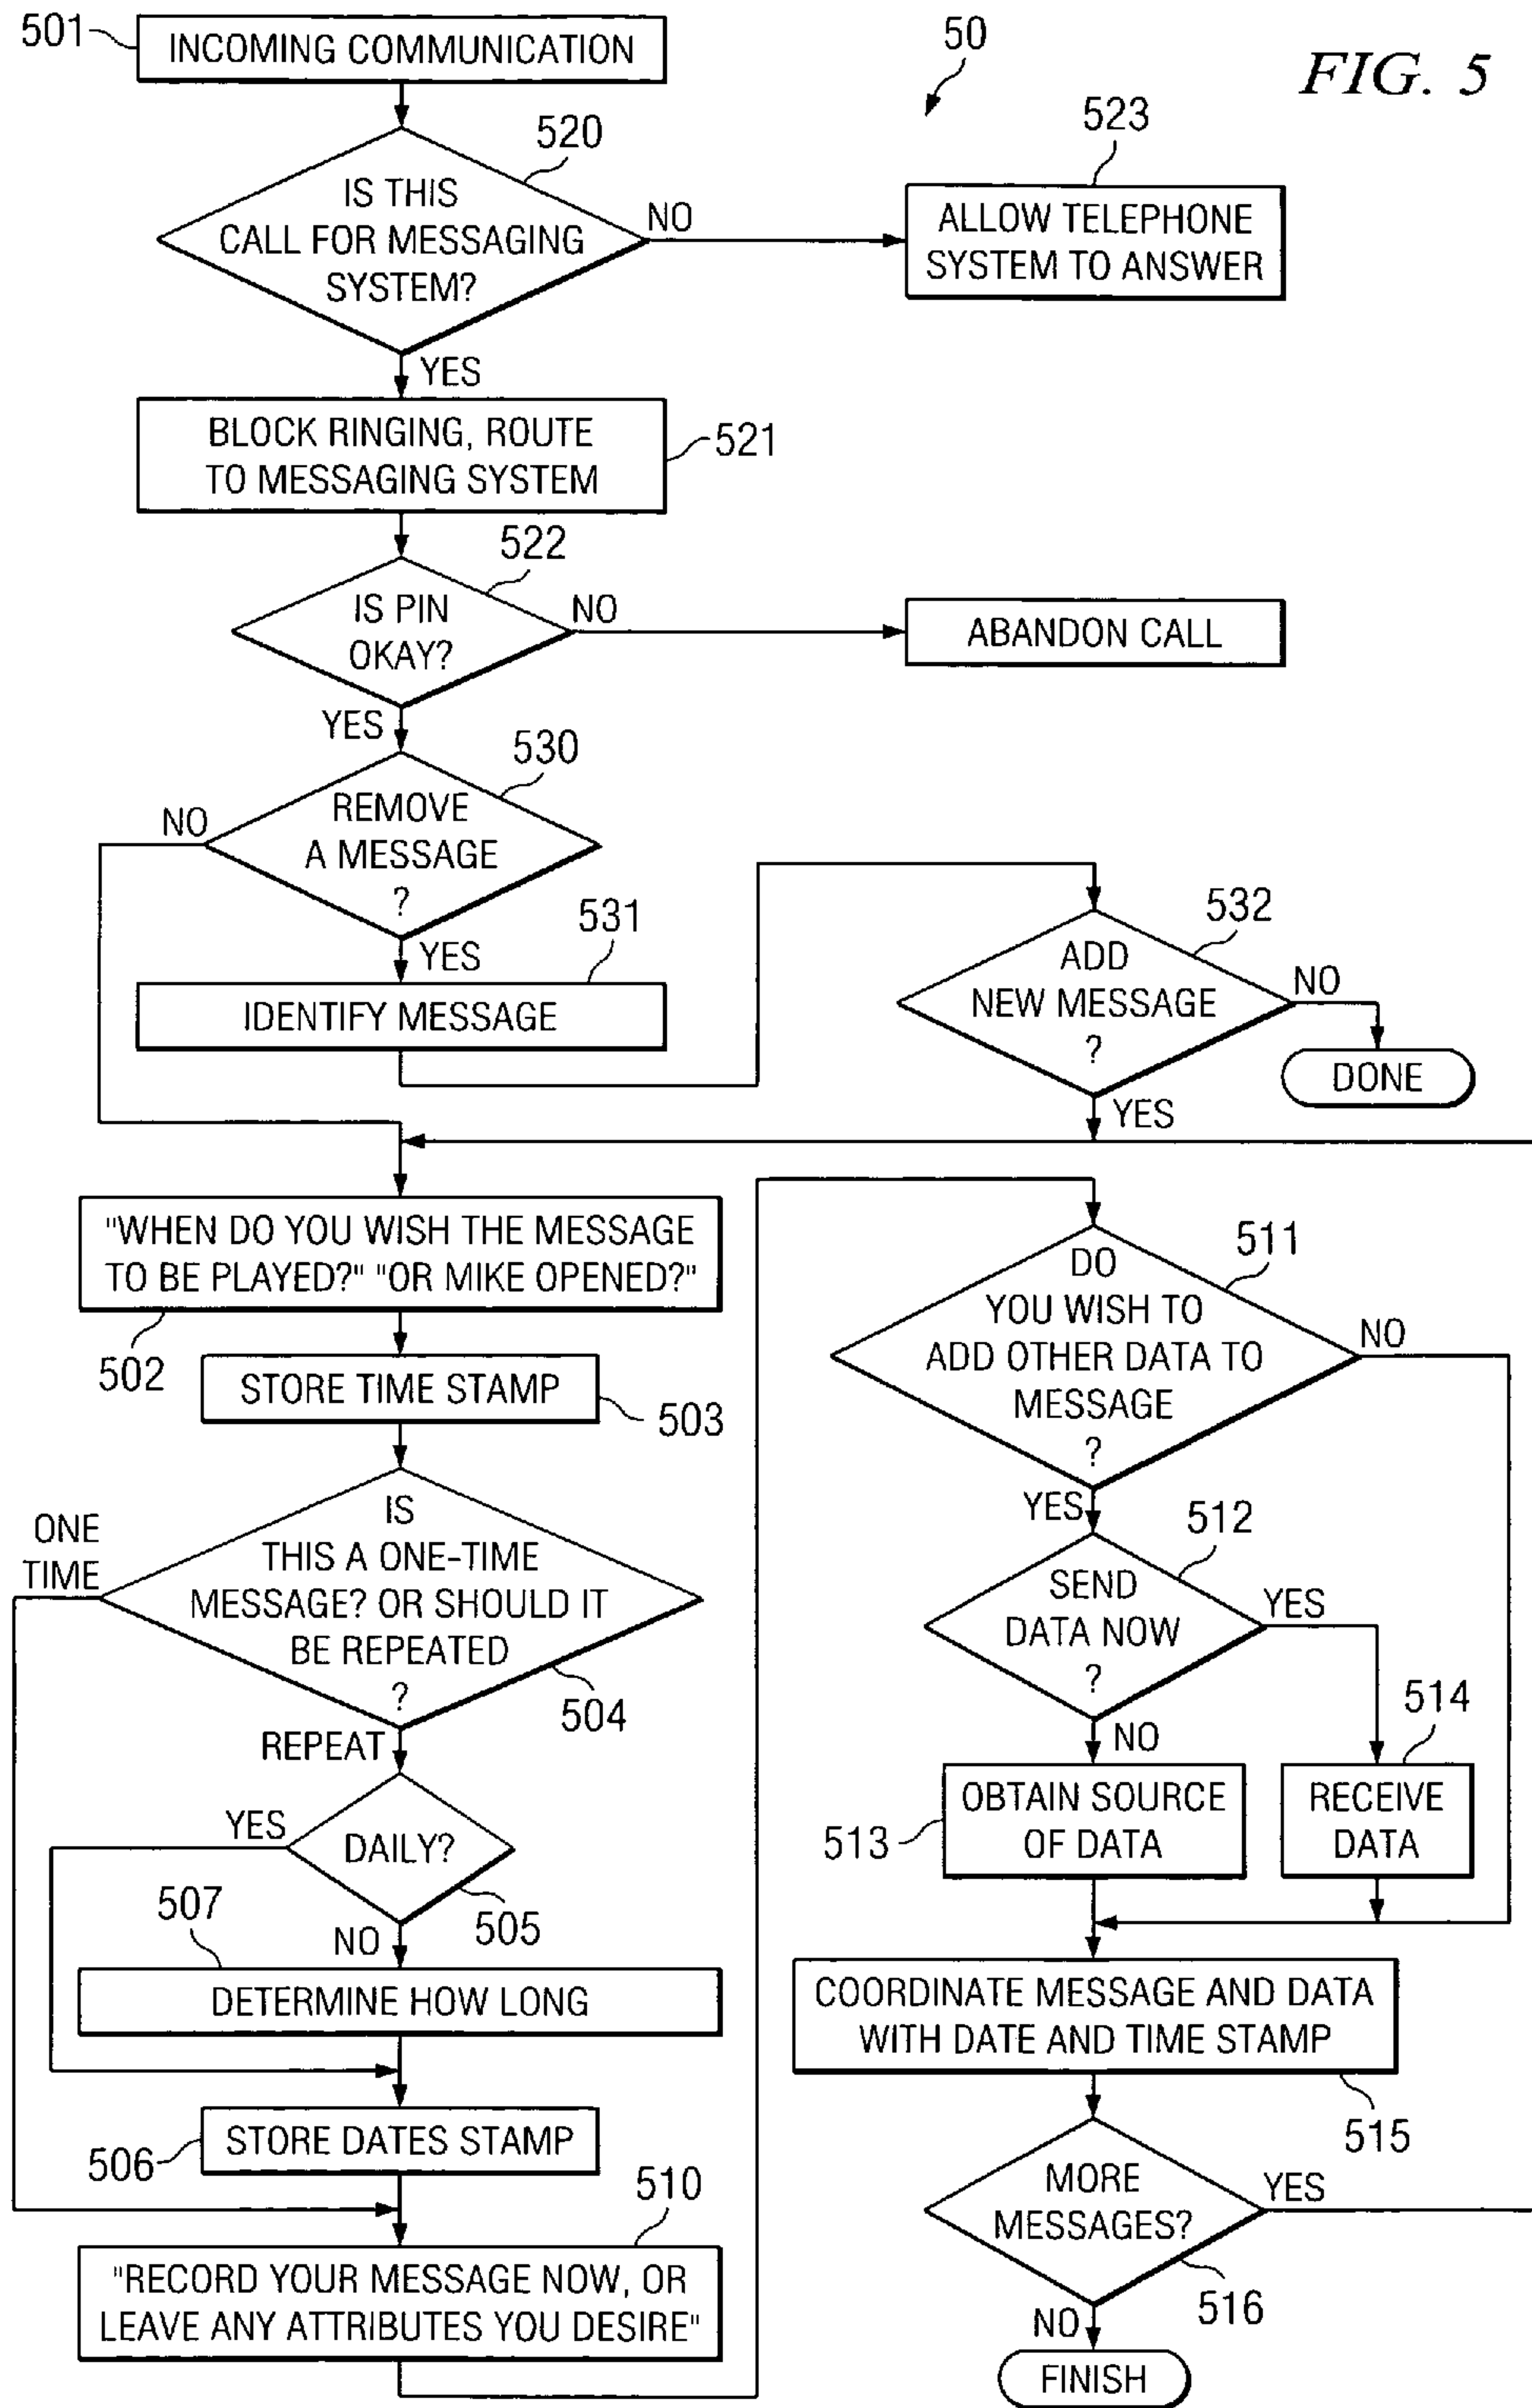 FIG. 5
50
501
INCOMING COMMUNICATION
520
IS THIS
CALL FOR MESSAGING
SYSTEM?
NO
523
ALLOW TELEPHONE
SYSTEM TO ANSWER
YES
BLOCK RINGING, ROUTE
TO MESSAGING SYSTEM
521
522
IS PIN
OKAY?
NO
ABANDON CALL
YES
530
REMOVE
A MESSAGE
?
NO
YES
531
IDENTIFY MESSAGE
532
ADD
NEW MESSAGE
?
NO
DONE
YES
"WHEN DO YOU WISH THE MESSAGE
TO BE PLAYED?" "OR MIKE OPENED?"
502
STORE TIME STAMP
503
IS
THIS A ONE-TIME
MESSAGE? OR SHOULD IT
BE REPEATED
?
504
ONE
TIME
REPEAT
DAILY?
505
YES
NO
507
DETERMINE HOW LONG
STORE DATES STAMP
506
510
"RECORD YOUR MESSAGE NOW, OR
LEAVE ANY ATTRIBUTES YOU DESIRE"
511
DO
YOU WISH TO
ADD OTHER DATA TO
MESSAGE
?
NO
YES
512
SEND
DATA NOW
?
YES
NO
513
OBTAIN SOURCE
OF DATA
514
RECEIVE
DATA
COORDINATE MESSAGE AND DATA
WITH DATE AND TIME STAMP
515
MORE
MESSAGES?
YES
516
NO
FINISH